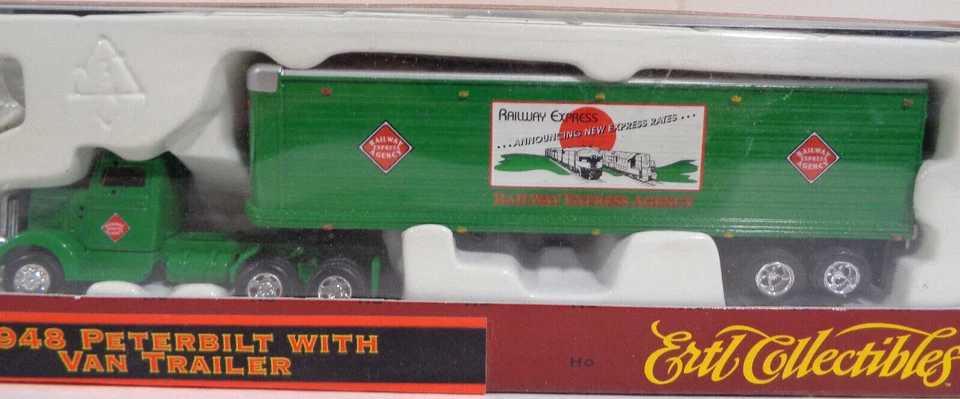 RAILWAY EXPRESS
...ANNOUNCING NEW EXPRESS RATES...
RAILWAY
EXPRESS
AGENCY
RAILWAY
EXPRESS
AGENCY
RAILWAY EXPRESS AGENCY
RAILWAY
EXPRESS
AGENCY
948 PETERBILT WITH
VAN TRAILER
HO
Ertl Collectibles
™